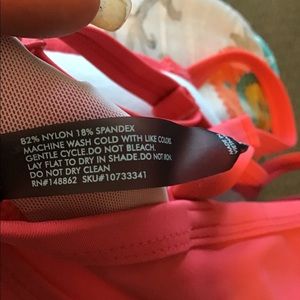 82% NYLON 18% SPANDEX
MACHINE WASH COLD WITH LIKE COLORS.
GENTLE CYCLE.DO NOT BLEACH.
LAY FLAT TO DRY IN SHADE.DO NOT IRON.
DO NOT DRY CLEAN
RN#148862 SKU#10733341
MADE